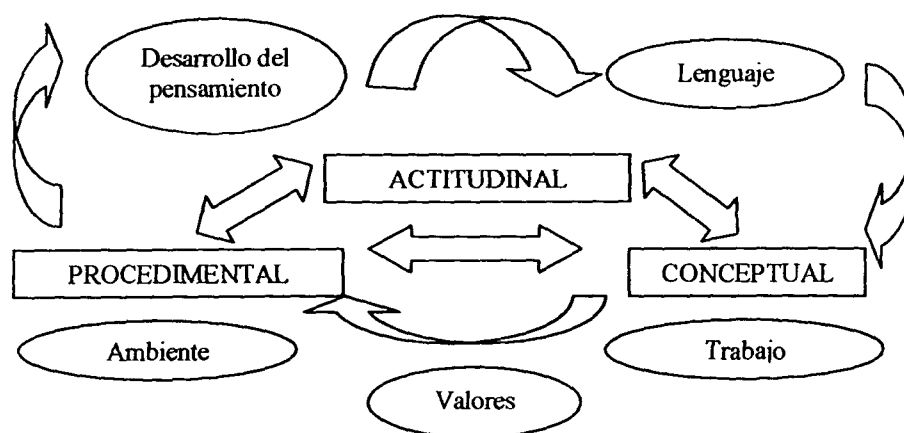 Desarrollo del
pensamiento
Lenguaje
ACTITUDINAL
PROCEDIMENTAL
CONCEPTUAL
Ambiente
Trabajo
Valores